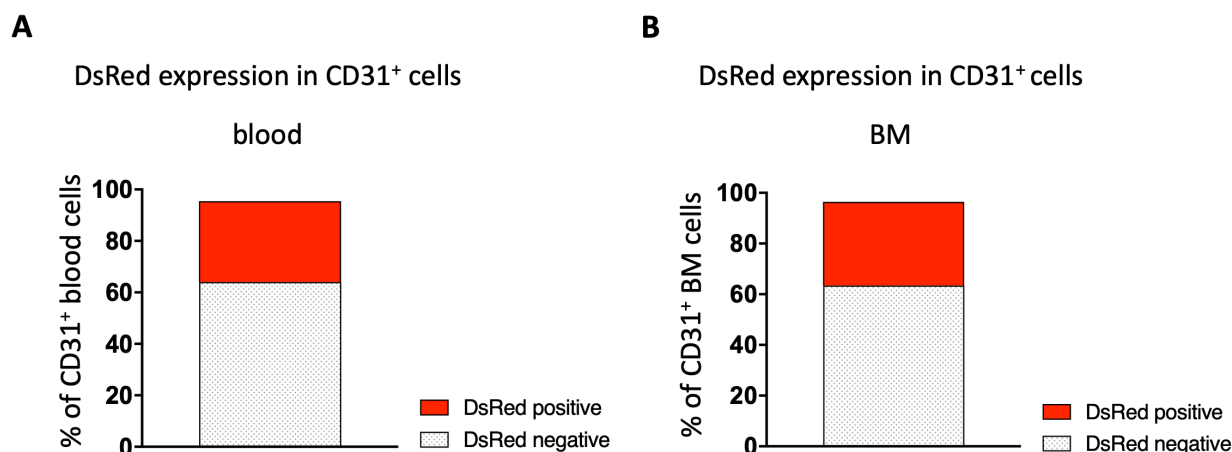 A
DsRed expression in CD31⁺ cells
blood
% of CD31⁺ blood cells
100
80
60
40
20
0
DsRed positive
DsRed negative
B
DsRed expression in CD31⁺ cells
BM
% of CD31⁺ BM cells
100
80
60
40
20
0
DsRed positive
DsRed negative